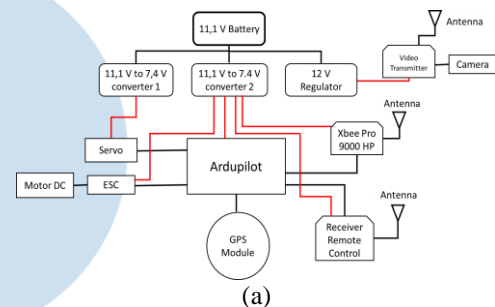 Antenna
11,1 V Battery
Video
Transmitter
Camera
11,1 V to 7,4 V
converter 1
11,1 V to 7.4 V
converter 2
12 V
Regulator
Antenna
Xbee Pro
9000 HP
Servo
Ardupilot
Motor DC
ESC
Antenna
GPS
Module
Receiver
Remote
Control
(a)